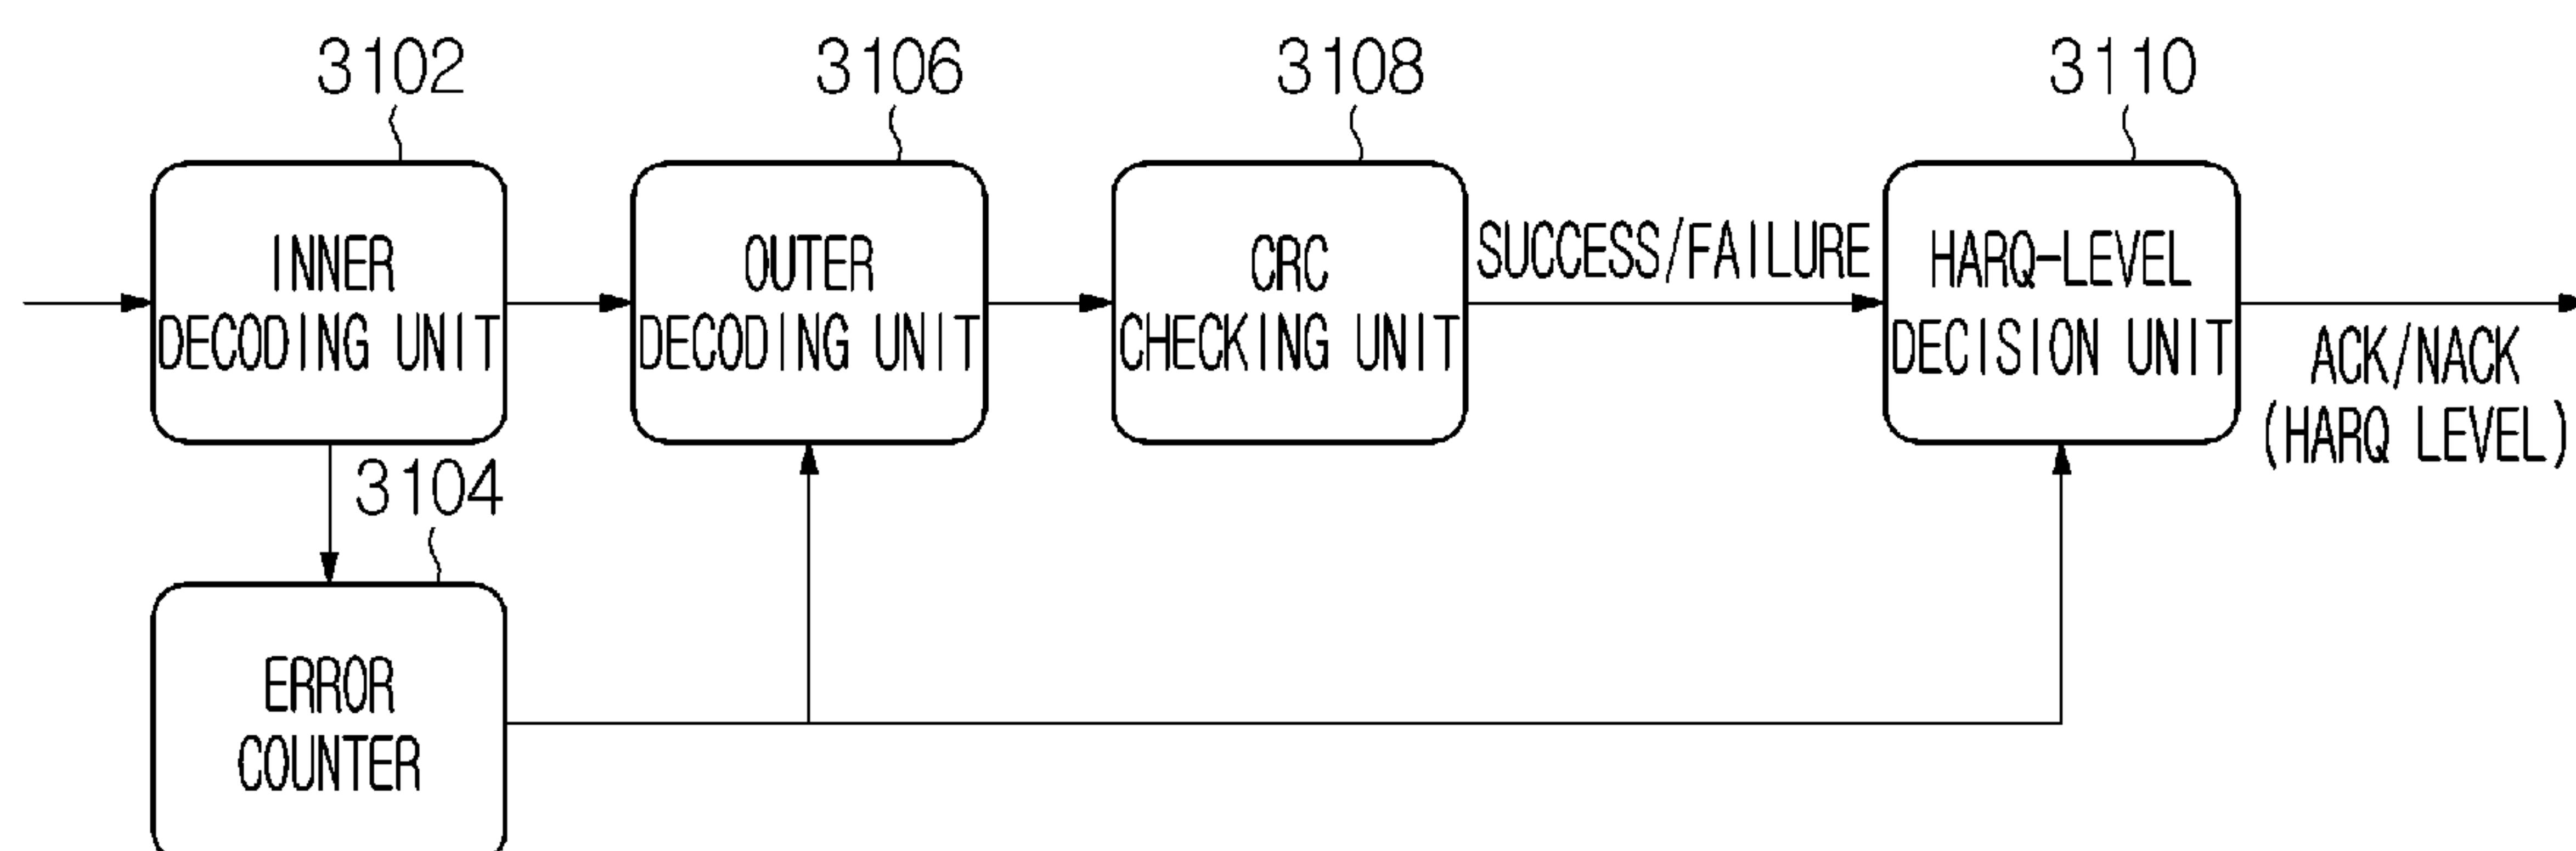 3102
3106
3108
3110
INNER
DECODING UNIT
OUTER
DECODING UNIT
CRC
CHECKING UNIT
SUCCESS/FAILURE
HARQ-LEVEL
DECISION UNIT
ACK/NACK
(HARQ LEVEL)
3104
ERROR
COUNTER